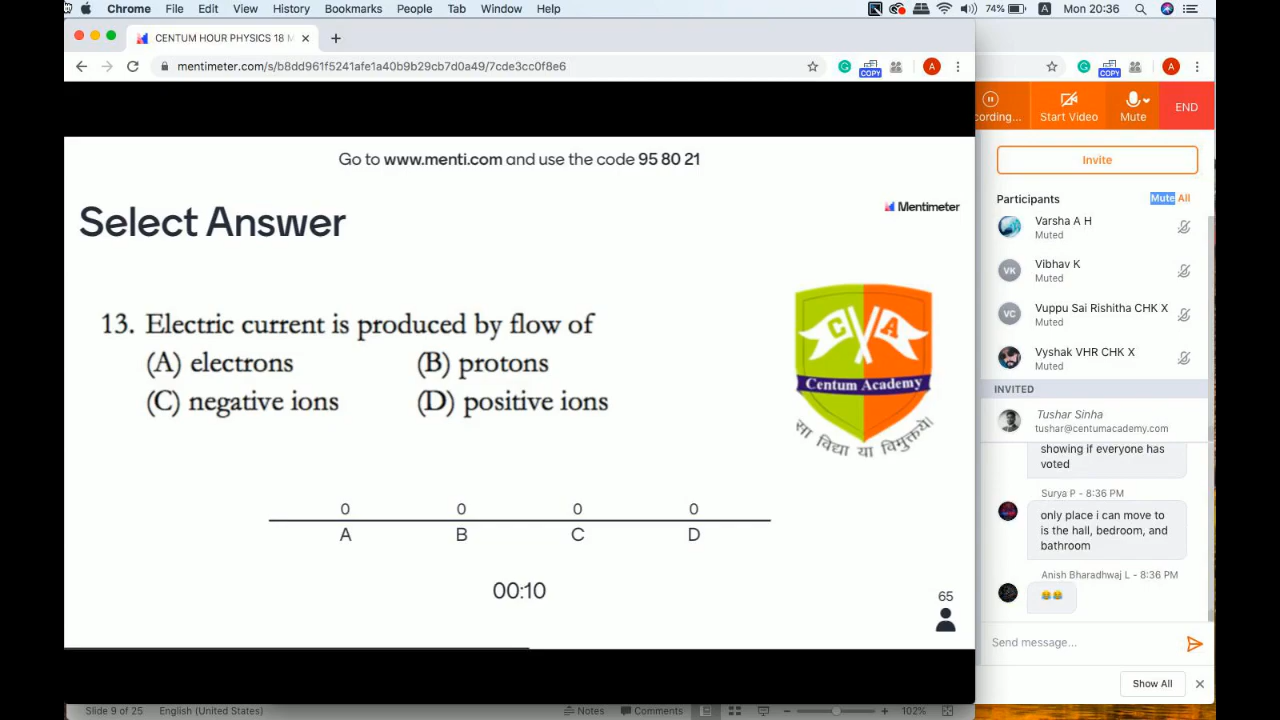 Chrome File Edit View History Bookmarks People Tab Window Help 74% A Mon 20:36
CENTUM HOUR PHYSICS 18 M
mentimeter.com/s/b8dd961f5241afe1a40b9b29cb7d0a49/7cde3cc0f8e6 COPY A COPY A
cording... Start Video Mute END
Go to www.menti.com and use the code 95 80 21
Select Answer
Mentimeter
13. Electric current is produced by flow of
(A) electrons (B) protons
(C) negative ions (D) positive ions
C A
Centum Academy
सा विद्या या विमुक्तये।
0 0 0 0
A B C D
00:10
65
Invite
Participants Mute All
Varsha A H
Muted
VK Vibhav K
Muted
VC Vuppu Sai Rishitha CHK X
Muted
Vyshak VHR CHK X
Muted
INVITED
Tushar Sinha
tushar@centumacademy.com
showing if everyone has
voted
Surya P - 8:36 PM
only place i can move to
is the hall, bedroom, and
bathroom
Anish Bharadhwaj L - 8:36 PM
😂😂
Send message...
Show All
Slide 9 of 25 English (United States) Notes Comments 102%